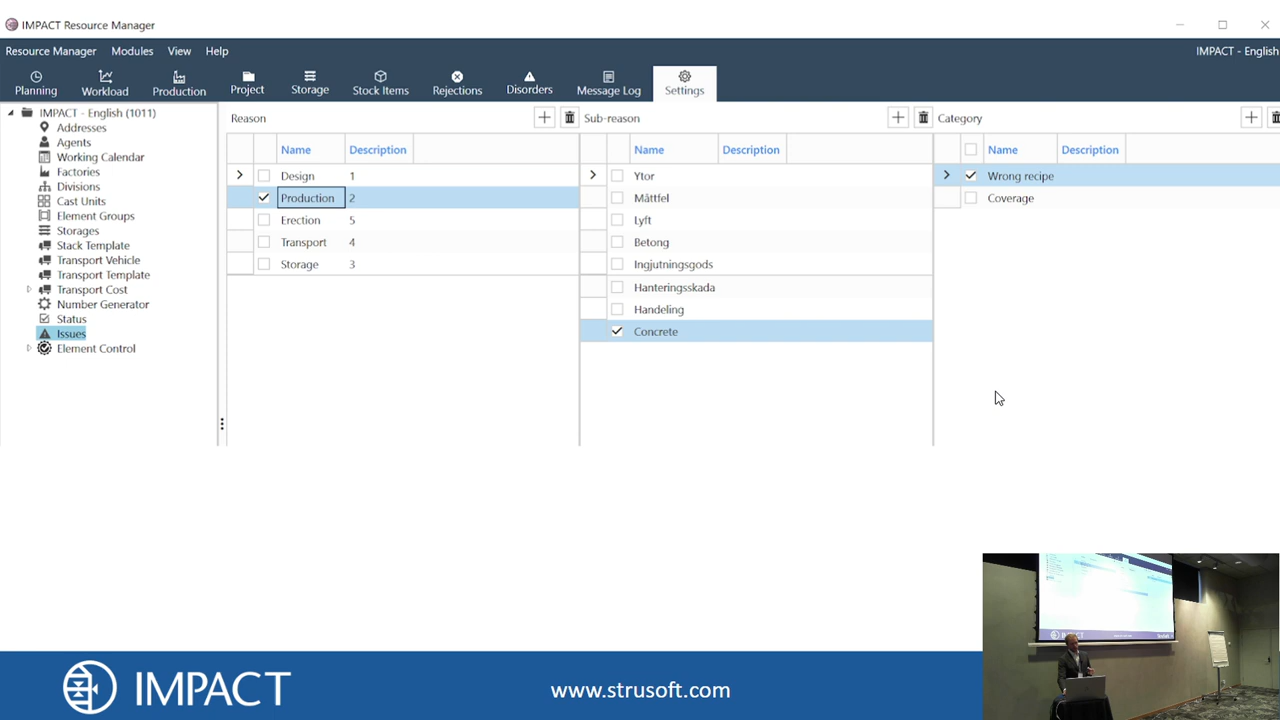 IMPACT Resource Manager
Resource Manager Modules View Help IMPACT - English
Planning Workload Production Project Storage Stock Items Rejections Disorders Message Log Settings
IMPACT - English (1011)
Addresses
Agents
Working Calendar
Factories
Divisions
Cast Units
Element Groups
Storages
Stack Template
Transport Vehicle
Transport Template
Transport Cost
Number Generator
Status
Issues
Element Control
Reason
Name Description
Design 1
Production 2
Erection 5
Transport 4
Storage 3
Sub-reason
Name Description
Ytor
Måttfel
Lyft
Betong
Ingjutningsgods
Hanteringsskada
Handeling
Concrete
Category
Name Description
Wrong recipe
Coverage
IMPACT
IMPACT www.strusoft.com